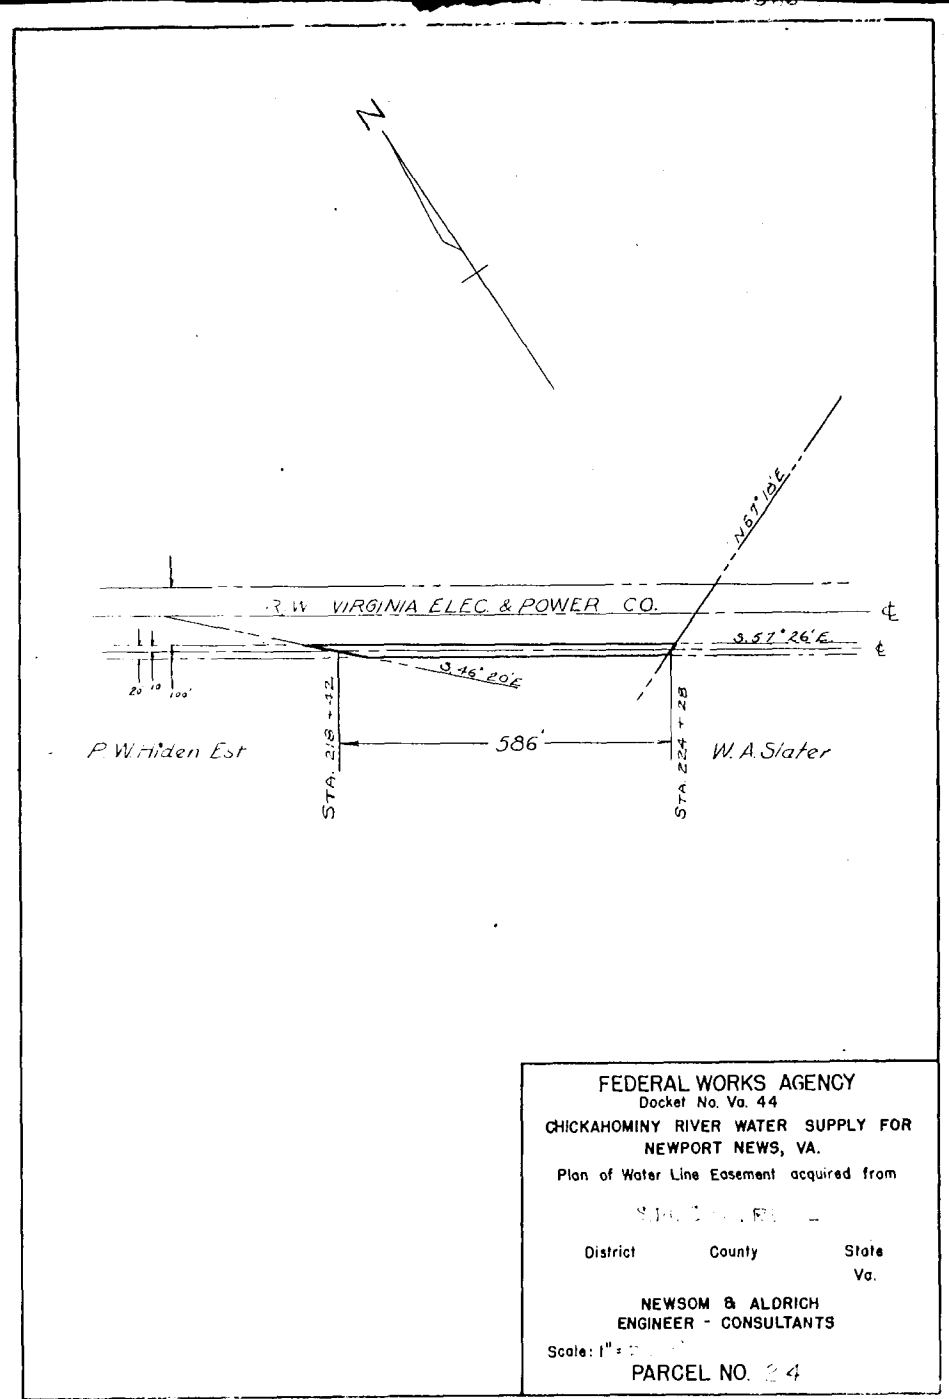 N
N 57° 18' E
R.W. VIRGINIA ELEC. & POWER CO.
℄
S. 57° 26' E.
℄
S. 46° 20' E
20 10 100'
P. W. Hiden Est
STA. 218 + 42
586'
STA. 224 + 28
W. A. Slater
FEDERAL WORKS AGENCY
Docket No. Va. 44
CHICKAHOMINY RIVER WATER SUPPLY FOR
NEWPORT NEWS, VA.
Plan of Water Line Easement acquired from
District County State
Va.
NEWSOM & ALDRICH
ENGINEER - CONSULTANTS
Scale: 1" =
PARCEL NO. 24